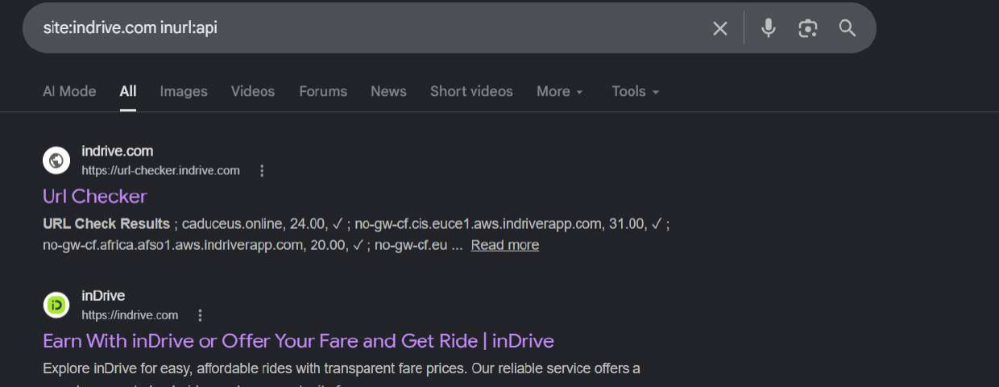 site:indrive.com inurl:api
AI Mode All Images Videos Forums News Short videos More Tools
indrive.com
https://url-checker.indrive.com
Url Checker
URL Check Results ; caduceus.online, 24.00, ✓ ; no-gw-cf.cis.euce1.aws.indriverapp.com, 31.00, ✓ ;
no-gw-cf.africa.afso1.aws.indriverapp.com, 20.00, ✓ ; no-gw-cf.eu ... Read more
iD
inDrive
https://indrive.com
Earn With inDrive or Offer Your Fare and Get Ride | inDrive
Explore inDrive for easy, affordable rides with transparent fare prices. Our reliable service offers a